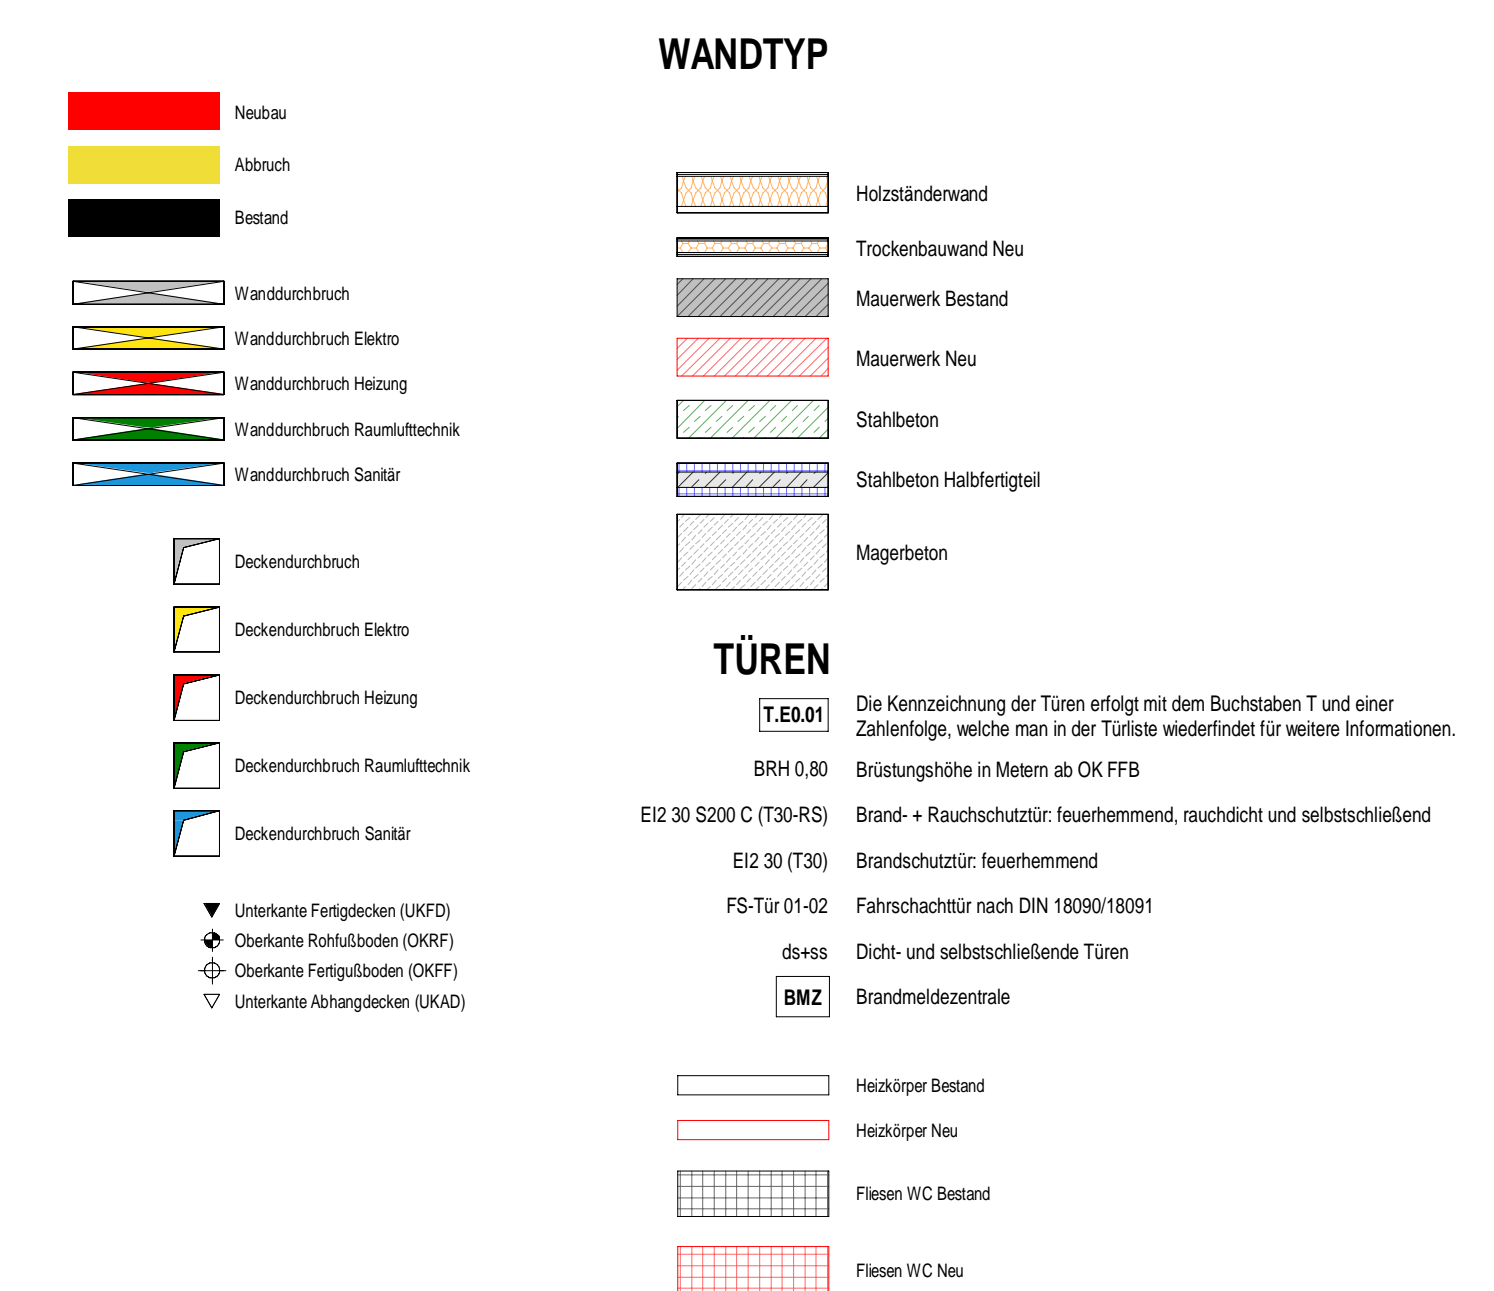 WANDTYP
Neubau
Abbruch
Bestand
Wanddurchbruch
Wanddurchbruch Elektro
Wanddurchbruch Heizung
Wanddurchbruch Raumlufttechnik
Wanddurchbruch Sanitär
Deckendurchbruch
Deckendurchbruch Elektro
Deckendurchbruch Heizung
Deckendurchbruch Raumlufttechnik
Deckendurchbruch Sanitär
Unterkante Fertigdecken (UKFD)
Oberkante Rohfußboden (OKRF)
Oberkante Fertigußboden (OKFF)
Unterkante Abhangdecken (UKAD)
Holzständerwand
Trockenbauwand Neu
Mauerwerk Bestand
Mauerwerk Neu
Stahlbeton
Stahlbeton Halbfertigteil
Magerbeton
TÜREN
T.E0.01 Die Kennzeichnung der Türen erfolgt mit dem Buchstaben T und einer
Zahlenfolge, welche man in der Türliste wiederfindet für weitere Informationen.
BRH 0,80 Brüstungshöhe in Metern ab OK FFB
EI2 30 S200 C (T30-RS) Brand- + Rauchschutztür: feuerhemmend, rauchdicht und selbstschließend
EI2 30 (T30) Brandschutztür: feuerhemmend
FS-Tür 01-02 Fahrschachttür nach DIN 18090/18091
ds+ss Dicht- und selbstschließende Türen
BMZ Brandmeldezentrale
Heizkörper Bestand
Heizkörper Neu
Fliesen WC Bestand
Fliesen WC Neu